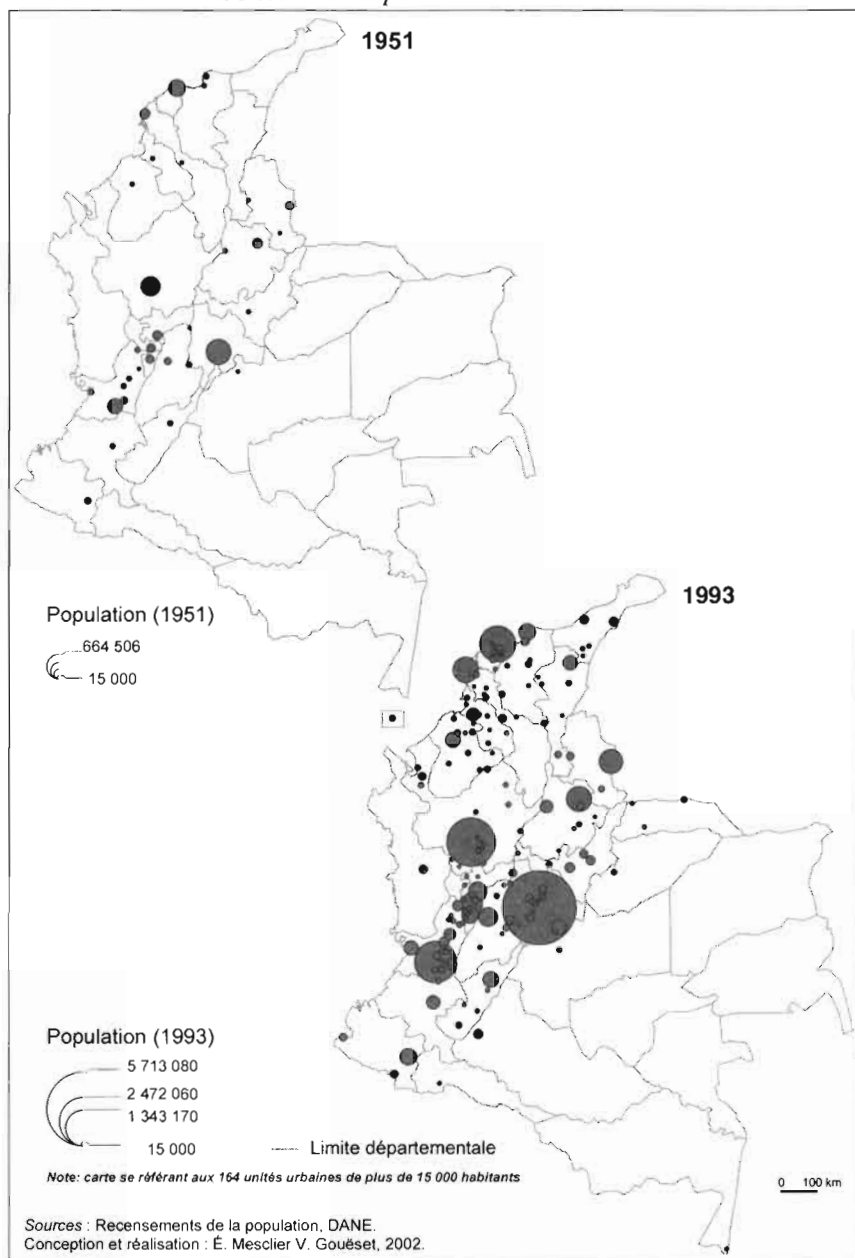 1951
Population (1951)
664 506
15 000
1993
Population (1993)
5 713 080
2 472 060
1 343 170
15 000
Limite départementale
Note: carte se référant aux 164 unités urbaines de plus de 15 000 habitants
0 100 km
Sources : Recensements de la population, DANE.
Conception et réalisation : É. Mesclier V. Gouëset, 2002.